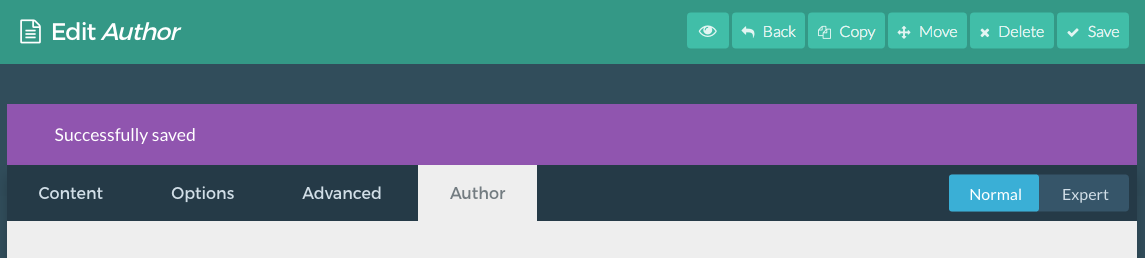 Edit Author
Back Copy Move Delete Save
Successfully saved
Content Options Advanced Author Normal Expert